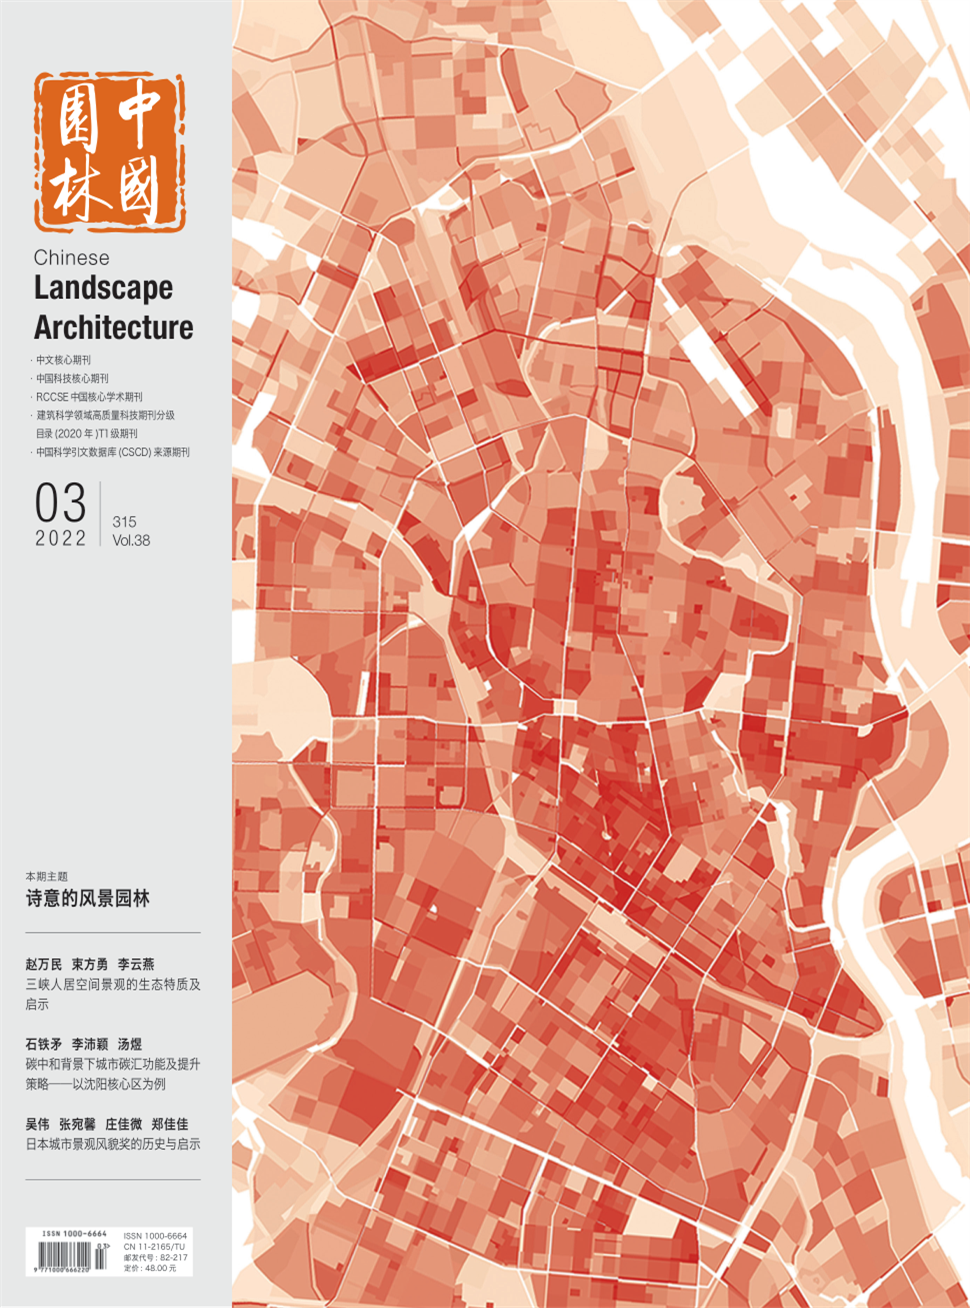 中國
園林
Chinese
Landscape
Architecture
· 中文核心期刊
· 中国科技核心期刊
· RCCSE 中国核心学术期刊
· 建筑科学领域高质量科技期刊分级
目录 (2020 年 )T1 级期刊
· 中国科学引文数据库 (CSCD) 来源期刊
03
2022
315
Vol.38
本期主题
诗意的风景园林
赵万民 束方勇 李云燕
三峡人居空间景观的生态特质及
启示
石铁矛 李沛颖 汤煜
碳中和背景下城市碳汇功能及提升
策略——以沈阳核心区为例
吴伟 张宛馨 庄佳微 郑佳佳
日本城市景观风貌奖的历史与启示
ISSN 1000-6664
03>
9 771000 666220
ISSN 1000-6664
CN 11-2165/TU
邮发代号 : 82-217
定价 : 48.00 元